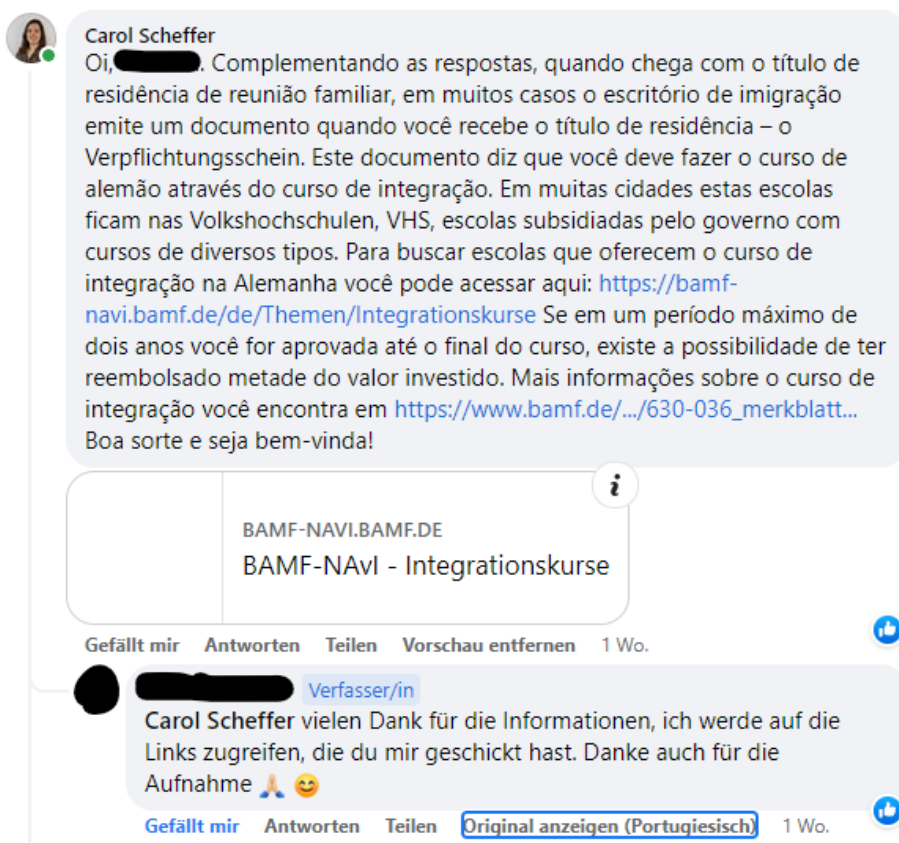 Carol Scheffer
Oi, . Complementando as respostas, quando chega com o título de
residência de reunião familiar, em muitos casos o escritório de imigração
emite um documento quando você recebe o título de residência – o
Verpflichtungsschein. Este documento diz que você deve fazer o curso de
alemão através do curso de integração. Em muitas cidades estas escolas
ficam nas Volkshochschulen, VHS, escolas subsidiadas pelo governo com
cursos de diversos tipos. Para buscar escolas que oferecem o curso de
integração na Alemanha você pode acessar aqui: https://bamf-
navi.bamf.de/de/Themen/Integrationskurse Se em um período máximo de
dois anos você for aprovada até o final do curso, existe a possibilidade de ter
reembolsado metade do valor investido. Mais informações sobre o curso de
integração você encontra em https://www.bamf.de/.../630-036_merkblatt...
Boa sorte e seja bem-vinda!
BAMF-NAVI.BAMF.DE
BAMF-NAvI - Integrationskurse
Gefällt mir Antworten Teilen Vorschau entfernen 1 Wo.
Verfasser/in
Carol Scheffer vielen Dank für die Informationen, ich werde auf die
Links zugreifen, die du mir geschickt hast. Danke auch für die
Aufnahme 🙏🏻 😊
Gefällt mir Antworten Teilen Original anzeigen (Portugiesisch) 1 Wo.